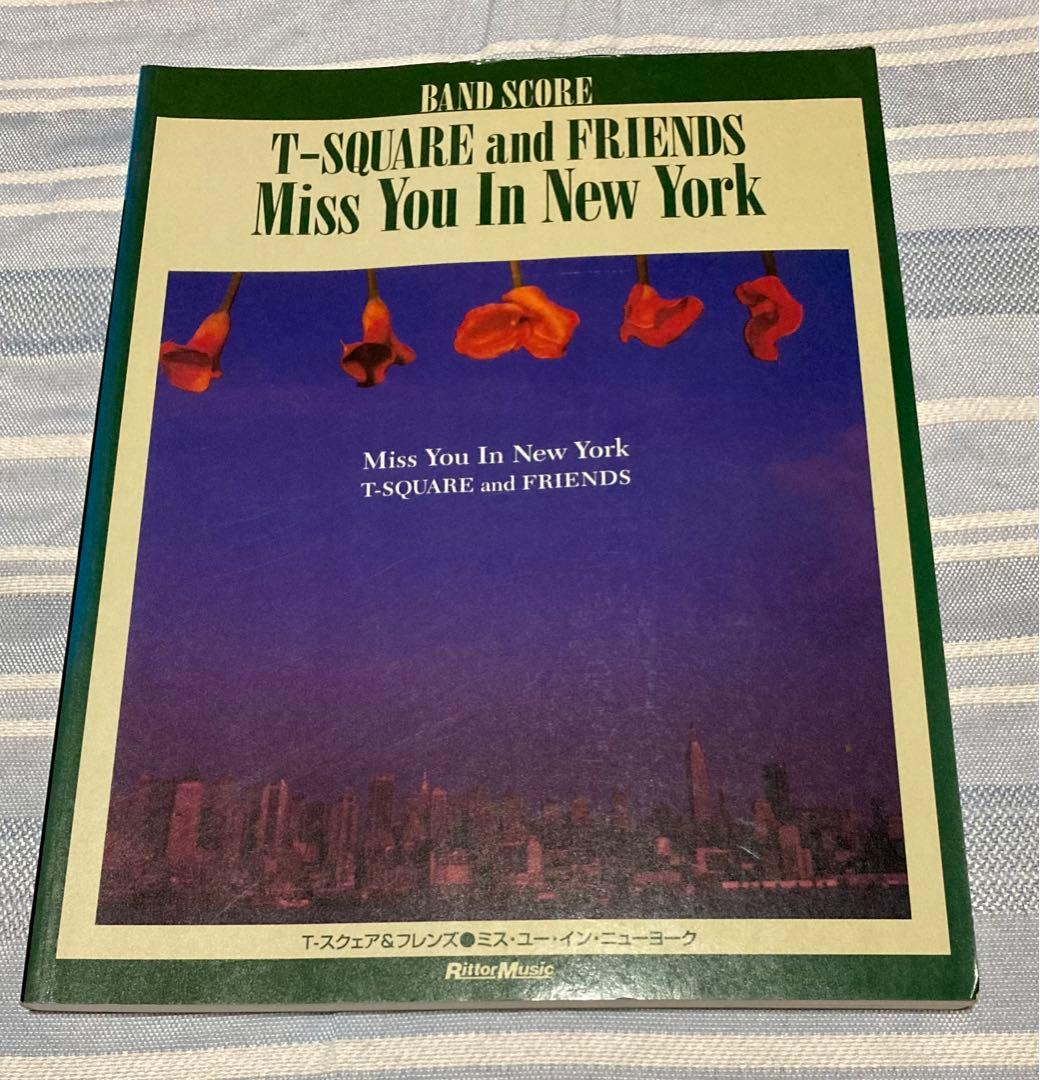 BAND SCORE
T-SQUARE and FRIENDS
Miss You In New York
Miss You In New York
T-SQUARE and FRIENDS
T-スクェア&フレンズ●ミス・ユー・イン・ニューヨーク
RittorMusic